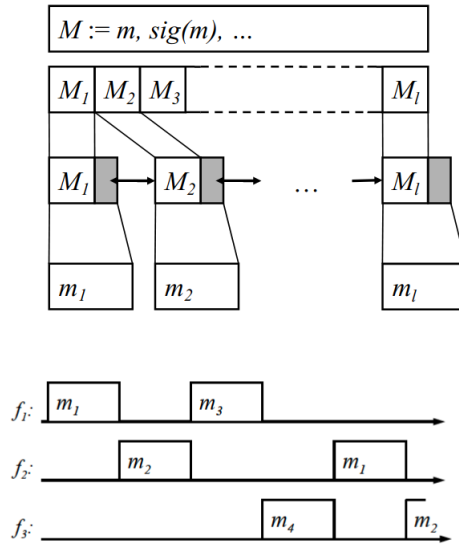 M := m, sig(m), ...
M₁ M₂ M₃ Mₗ
M₁ M₂ ... Mₗ
m₁ m₂ mₗ
f₁: m₁ m₃
f₂: m₂ m₁
f₃: m₄ m₂